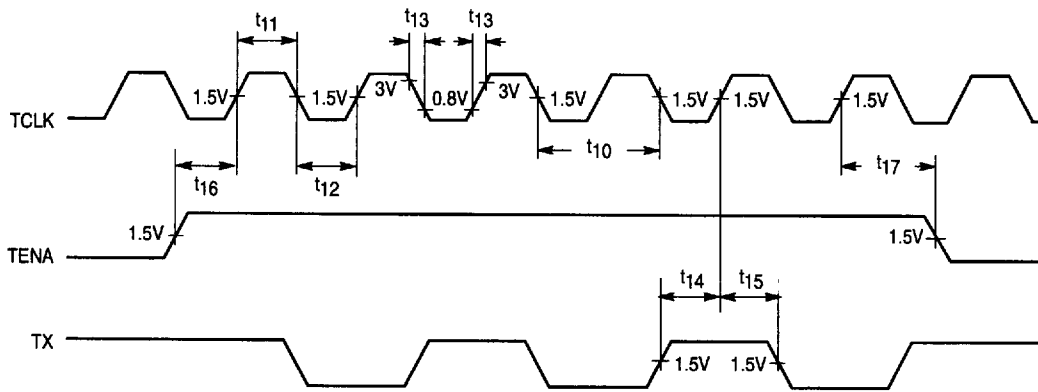 t11 t13 t13
3V 3V
1.5V 1.5V 0.8V 1.5V 1.5V 1.5V 1.5V
TCLK
t10
t16 t12 t17
1.5V 1.5V
TENA
t14 t15
TX
1.5V 1.5V